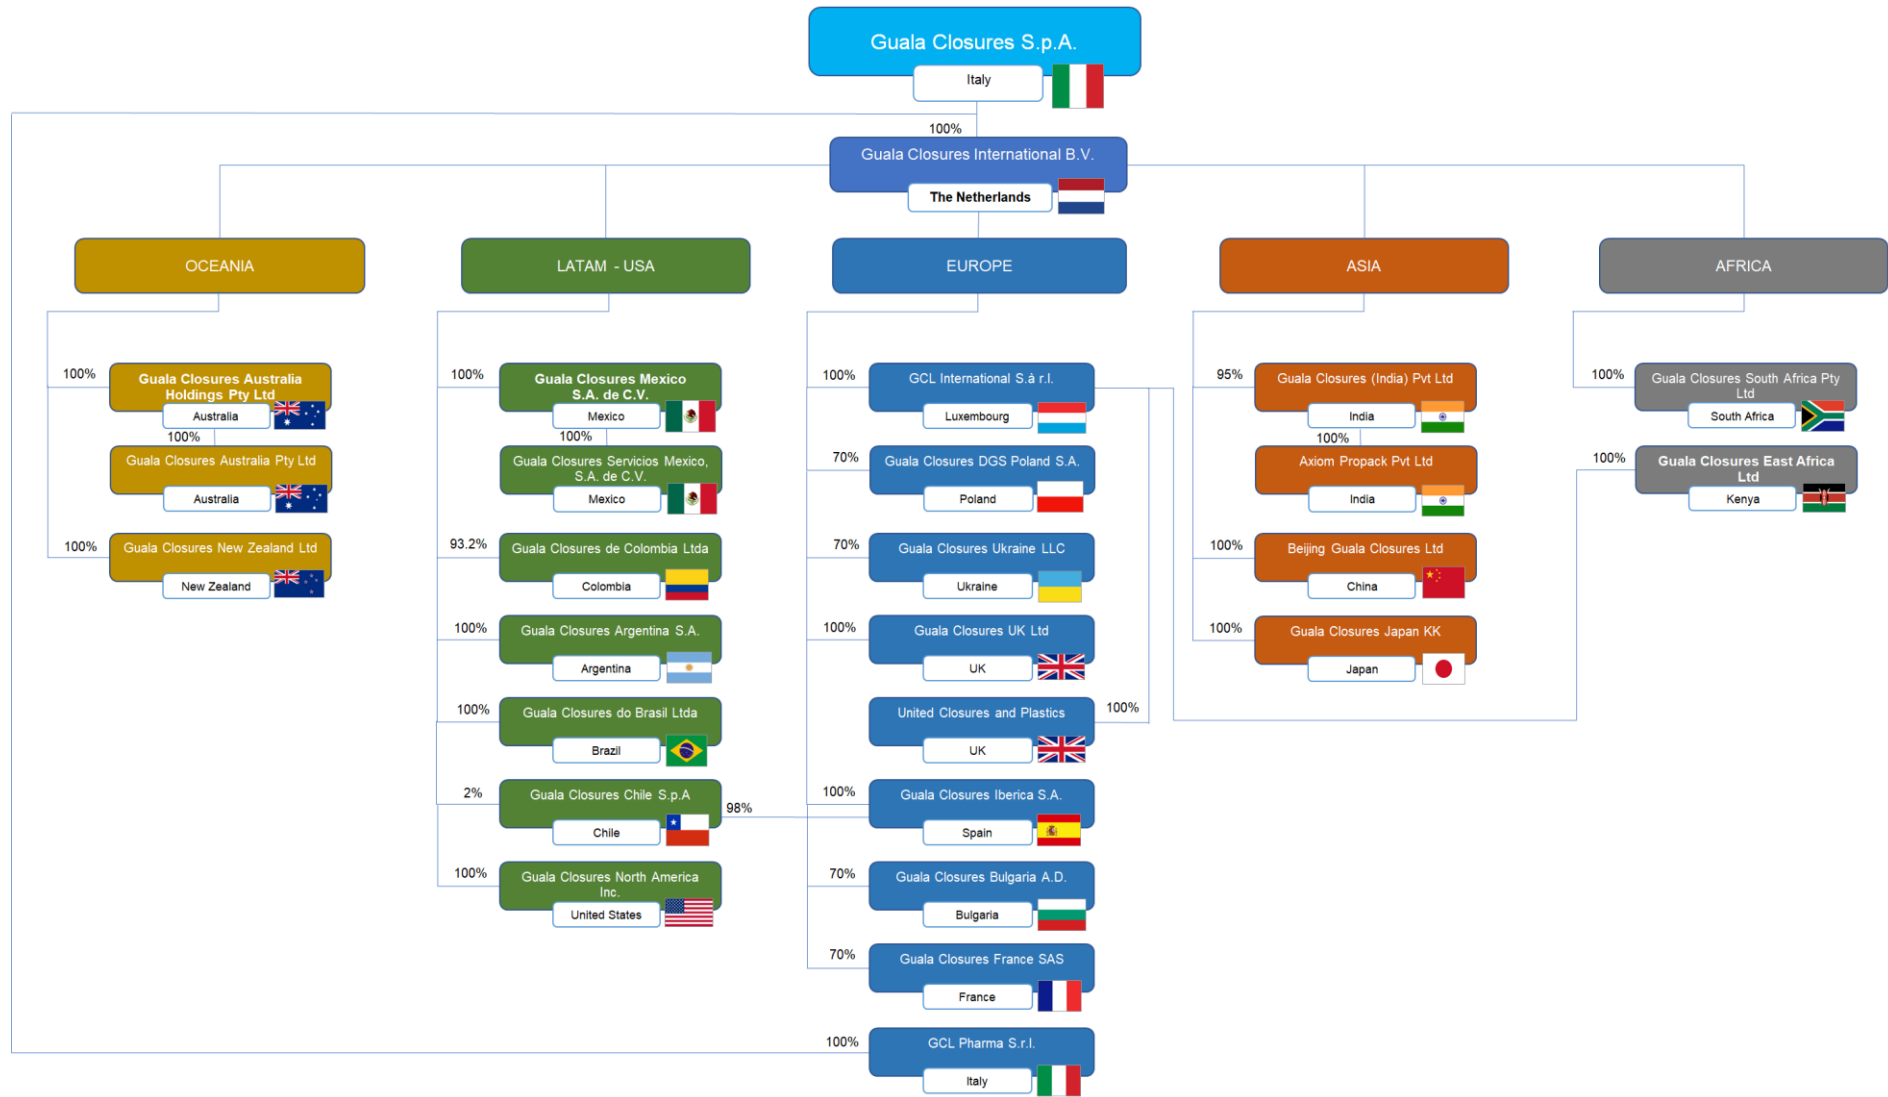 Guala Closures S.p.A.
Italy
100%
Guala Closures International B.V.
The Netherlands
OCEANIA
LATAM - USA
EUROPE
ASIA
AFRICA
100%
Guala Closures Australia
Holdings Pty Ltd
Australia
100%
Guala Closures Australia Pty Ltd
Australia
100%
Guala Closures New Zealand Ltd
New Zealand
100%
Guala Closures Mexico
S.A. de C.V.
Mexico
100%
Guala Closures Servicios Mexico,
S.A. de C.V.
Mexico
93.2%
Guala Closures de Colombia Ltda
Colombia
100%
Guala Closures Argentina S.A.
Argentina
100%
Guala Closures do Brasil Ltda
Brazil
2%
Guala Closures Chile S.p.A
98%
Chile
100%
Guala Closures North America
Inc.
United States
100%
GCL International S.à r.l.
Luxembourg
70%
Guala Closures DGS Poland S.A.
Poland
70%
Guala Closures Ukraine LLC
Ukraine
100%
Guala Closures UK Ltd
UK
United Closures and Plastics
100%
UK
100%
Guala Closures Iberica S.A.
Spain
70%
Guala Closures Bulgaria A.D.
Bulgaria
70%
Guala Closures France SAS
France
100%
GCL Pharma S.r.l.
Italy
95%
Guala Closures (India) Pvt Ltd
India
100%
Axiom Propack Pvt Ltd
India
100%
Beijing Guala Closures Ltd
China
100%
Guala Closures Japan KK
Japan
100%
Guala Closures South Africa Pty
Ltd
South Africa
100%
Guala Closures East Africa
Ltd
Kenya